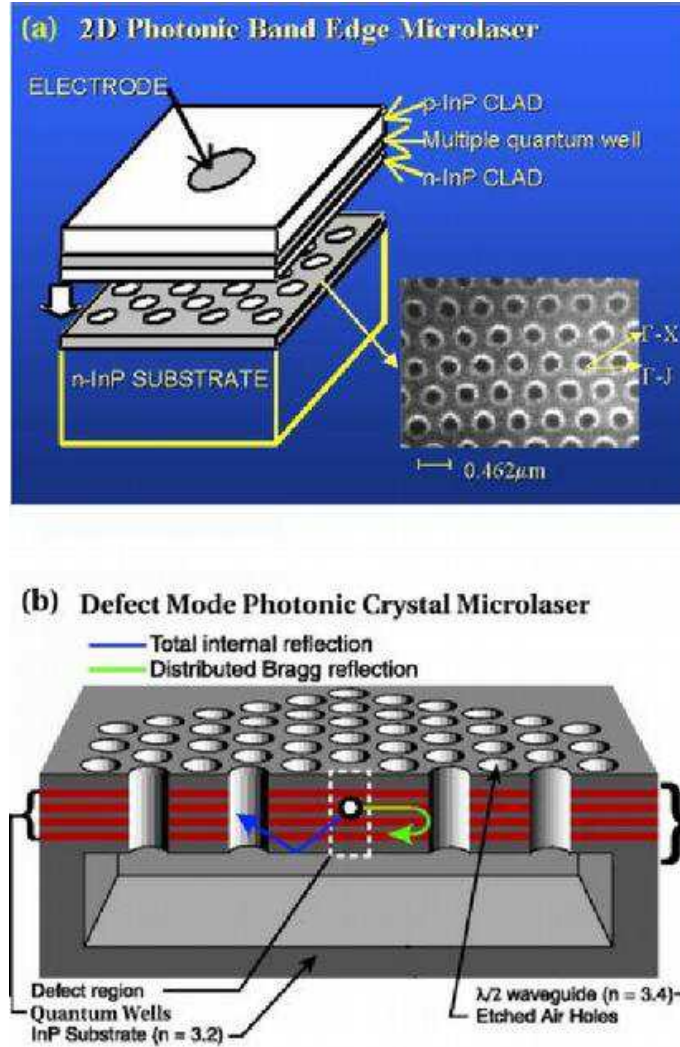 (a) 2D Photonic Band Edge Microlaser
ELECTRODE
p-InP CLAD
Multiple quantum well
n-InP CLAD
n-InP SUBSTRATE
Γ-X
Γ-J
0.462μm
(b) Defect Mode Photonic Crystal Microlaser
Total internal reflection
Distributed Bragg reflection
Defect region
Quantum Wells
InP Substrate (n = 3.2)
λ/2 waveguide (n = 3.4)
Etched Air Holes